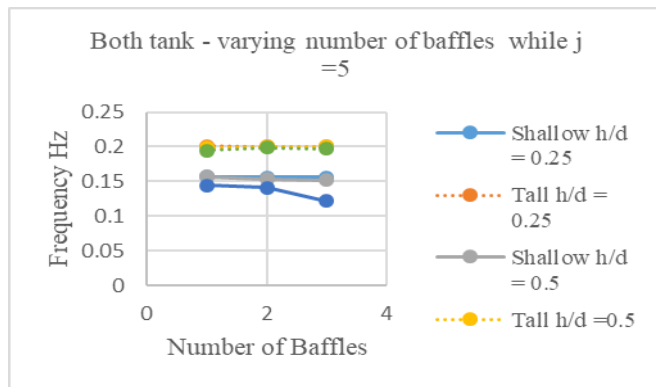 Both tank - varying number of baffles while j
=5
0.25
0.2
0.15
0.1
0.05
0
Frequency Hz
0
2
4
Number of Baffles
Shallow h/d
= 0.25
Tall h/d =
0.25
Shallow h/d
= 0.5
Tall h/d =0.5